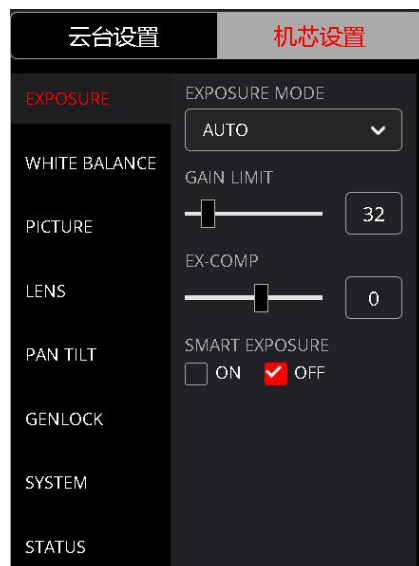 云台设置
机芯设置
EXPOSURE
WHITE BALANCE
PICTURE
LENS
PAN TILT
GENLOCK
SYSTEM
STATUS
EXPOSURE MODE
AUTO
GAIN LIMIT
32
EX-COMP
0
SMART EXPOSURE
ON OFF